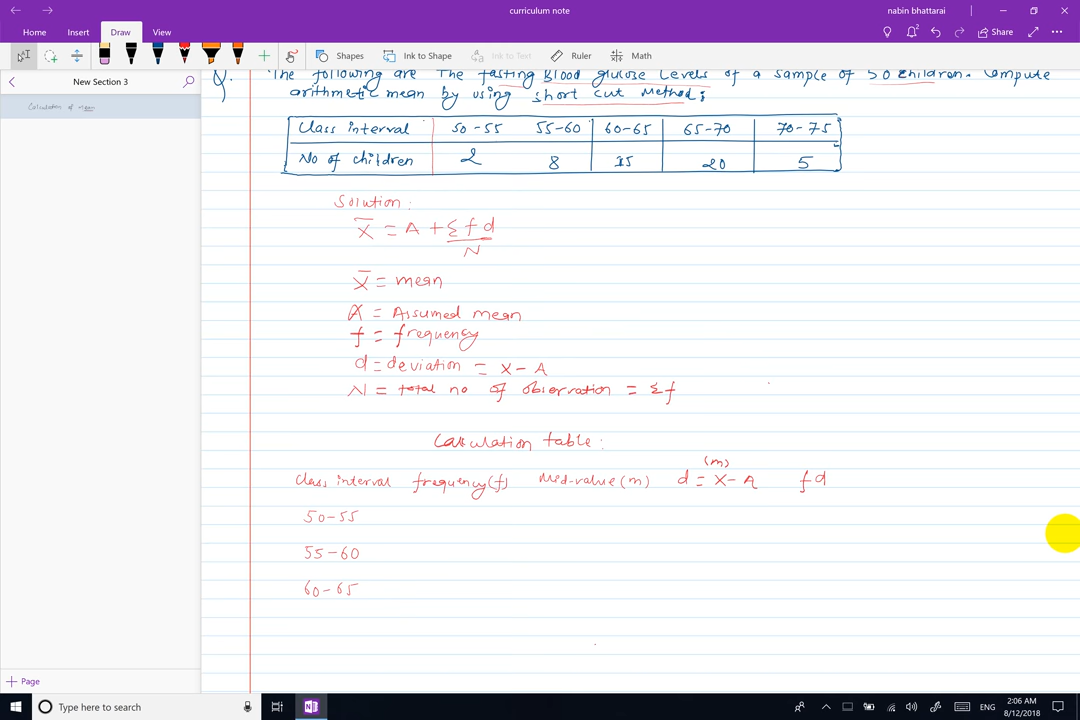 curriculum note
nabin bhattarai
Home Insert Draw View
Share
Shapes Ink to Shape Ink to Text Ruler Math
New Section 3
Calculation of mean
Q. The following are the fasting Blood glucose Levels of a sample of 50 children. Compute
arithmetic mean by using short cut Method:
Class interval 50-55 55-60 60-65 65-70 70-75
No of children 2 8 15 20 5
Solution:
X̅ = A + Σfd
N
X̅ = mean
A = Assumed mean
f = frequency
d = deviation = X - A
N = total no of observation = Σf
Calculation table:
(m)
Class interval frequency(f) Med-value(m) d = X - A fd
50-55
55-60
60-65
+ Page
Type here to search
ENG
2:06 AM
8/12/2018